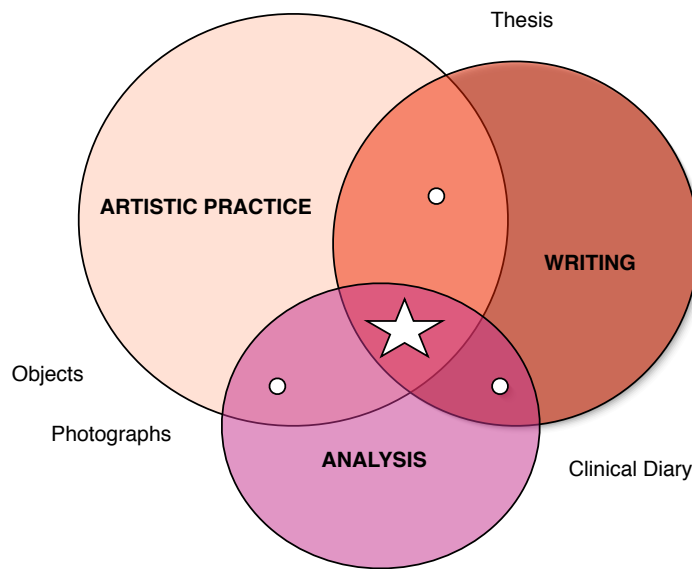 Thesis
ARTISTIC PRACTICE
WRITING
Objects
Photographs
ANALYSIS
Clinical Diary